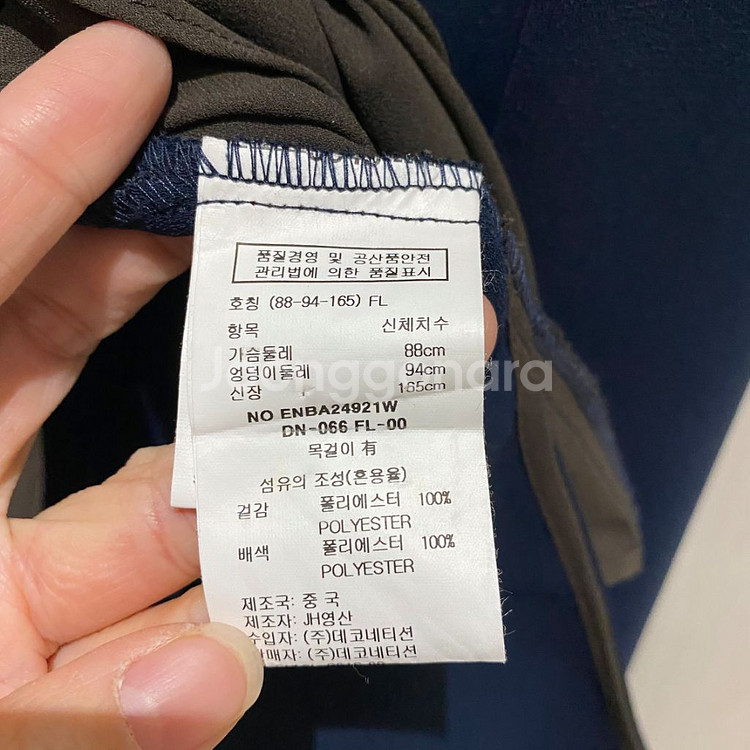 품질경영 및 공산품안전
관리법에 의한 품질표시
호칭 (88-94-165) FL
항목 신체치수
가슴둘레 88cm
엉덩이둘레 94cm
신장 165cm
NO ENBA24921W
DN-066 FL-00
목걸이 有
섬유의 조성(혼용율)
겉감 폴리에스터 100%
POLYESTER
배색 폴리에스터 100%
POLYESTER
제조국: 중 국
제조자: JH영산
수입자: (주)데코네티션
판매자: (주)데코네티션